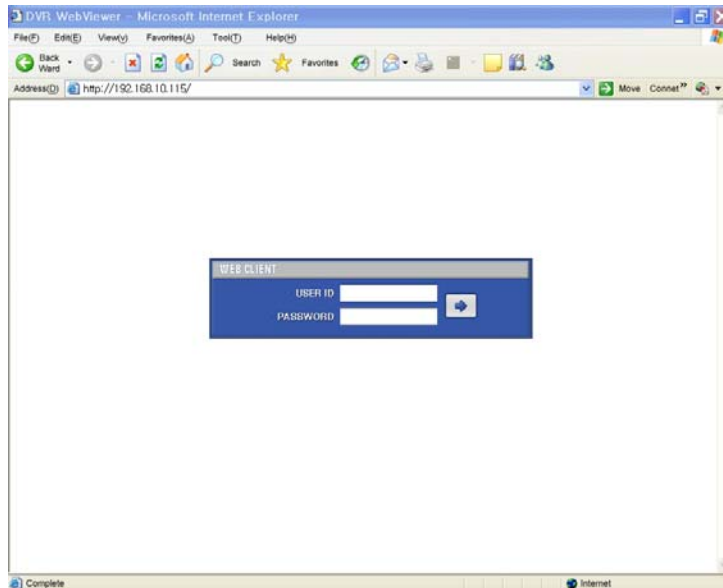 DVR WebViewer - Microsoft Internet Explorer
File(F) Edit(E) View(v) Favorites(A) Tool(T) Help(H)
Back Ward Search Favorites
Address(D) http://192.168.10.115/ Move Connet"
WEB CLIENT
USER ID
PASSWORD
Complete Internet